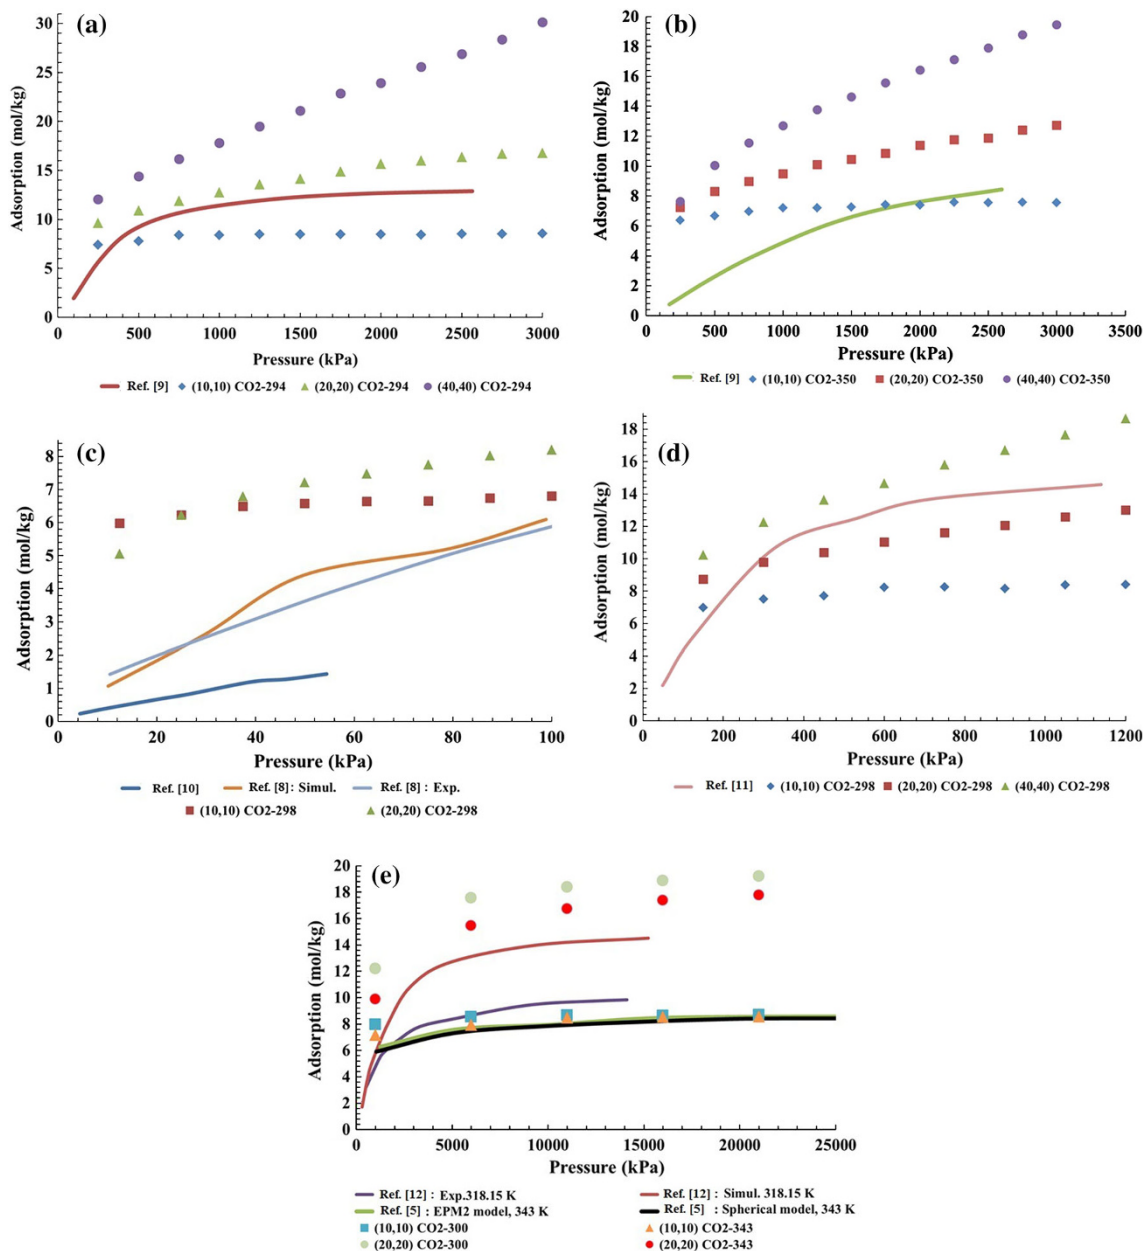 (a)
30
25
20
15
10
5
0
0 500 1000 1500 2000 2500 3000
Adsorption (mol/kg)
Pressure (kPa)
Ref. [9] (10,10) CO2-294 (20,20) CO2-294 (40,40) CO2-294
(b)
20
18
16
14
12
10
8
6
4
2
0
0 500 1000 1500 2000 2500 3000 3500
Adsorption (mol/kg)
Pressure (kPa)
Ref. [9] (10,10) CO2-350 (20,20) CO2-350 (40,40) CO2-350
(c)
8
7
6
5
4
3
2
1
0
0 20 40 60 80 100
Adsorption (mol/kg)
Pressure (kPa)
Ref. [10] Ref. [8]: Simul. Ref. [8] : Exp.
(10,10) CO2-298 (20,20) CO2-298
(d)
18
16
14
12
10
8
6
4
2
0
0 200 400 600 800 1000 1200
Adsorption (mol/kg)
Pressure (kPa)
Ref. [11] (10,10) CO2-298 (20,20) CO2-298 (40,40) CO2-298
(e)
20
18
16
14
12
10
8
6
4
2
0
0 5000 10000 15000 20000 25000
Adsorption (mol/kg)
Pressure (kPa)
Ref. [12] : Exp.318.15 K Ref. [12] : Simul. 318.15 K
Ref. [5] : EPM2 model, 343 K Ref. [5] : Spherical model, 343 K
(10,10) CO2-300 (10,10) CO2-343
(20,20) CO2-300 (20,20) CO2-343